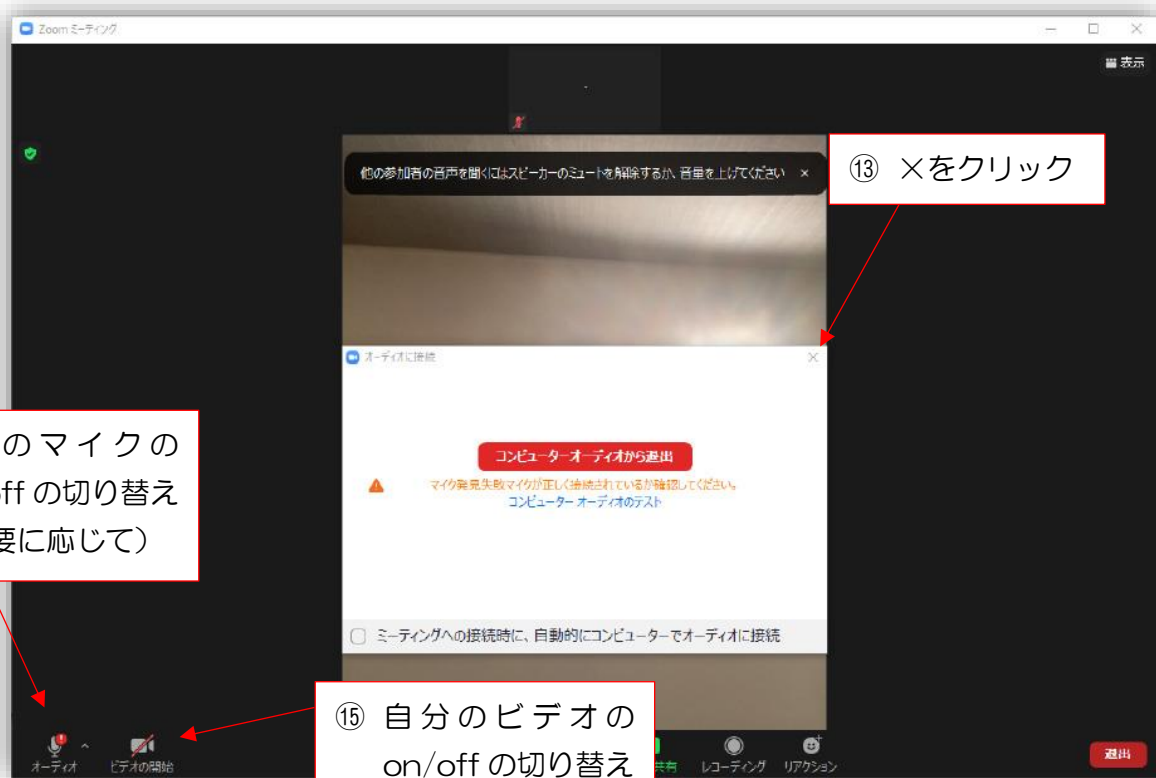 Zoom ミーティング
表示
他の参加者の音声を聞くにはスピーカーのミュートを解除するか、音量を上げてください ×
⑬ ×をクリック
オーディオに接続
コンピューターオーディオから退出
マイク発見失敗マイクが正しく接続されているか確認してください。
コンピューター オーディオのテスト
のマイクの
off の切り替え
要に応じて）
ミーティングへの接続時に、自動的にコンピューターでオーディオに接続
⑮ 自分のビデオの
on/off の切り替え
オーディオ ビデオの開始 共有 レコーディング リアクション 退出